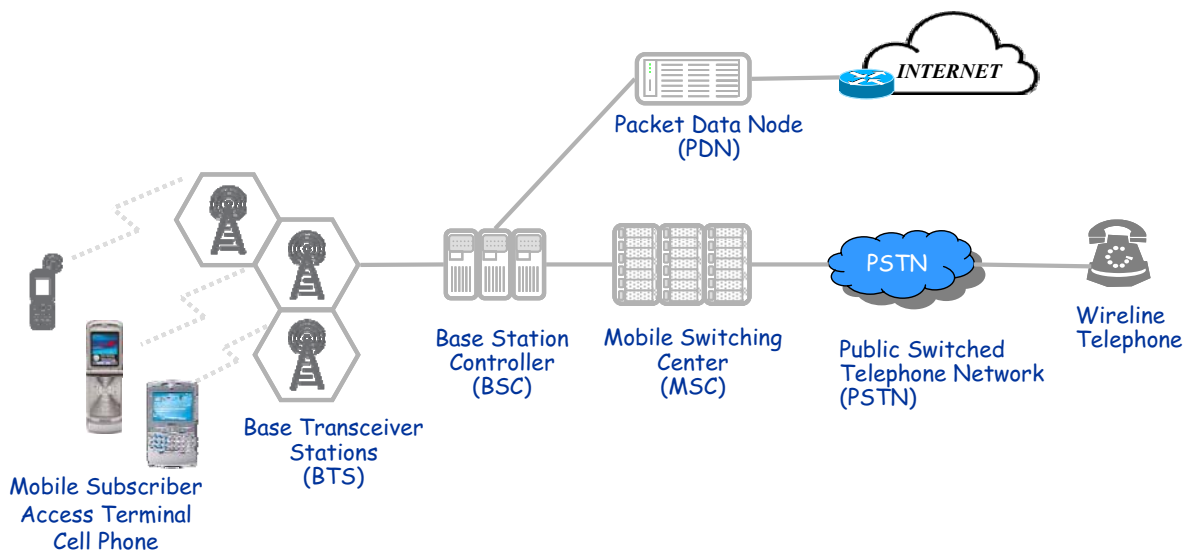 INTERNET
Packet Data Node
(PDN)
PSTN
Base Station
Controller
(BSC)
Mobile Switching
Center
(MSC)
Public Switched
Telephone Network
(PSTN)
Wireline
Telephone
Base Transceiver
Stations
(BTS)
Mobile Subscriber
Access Terminal
Cell Phone